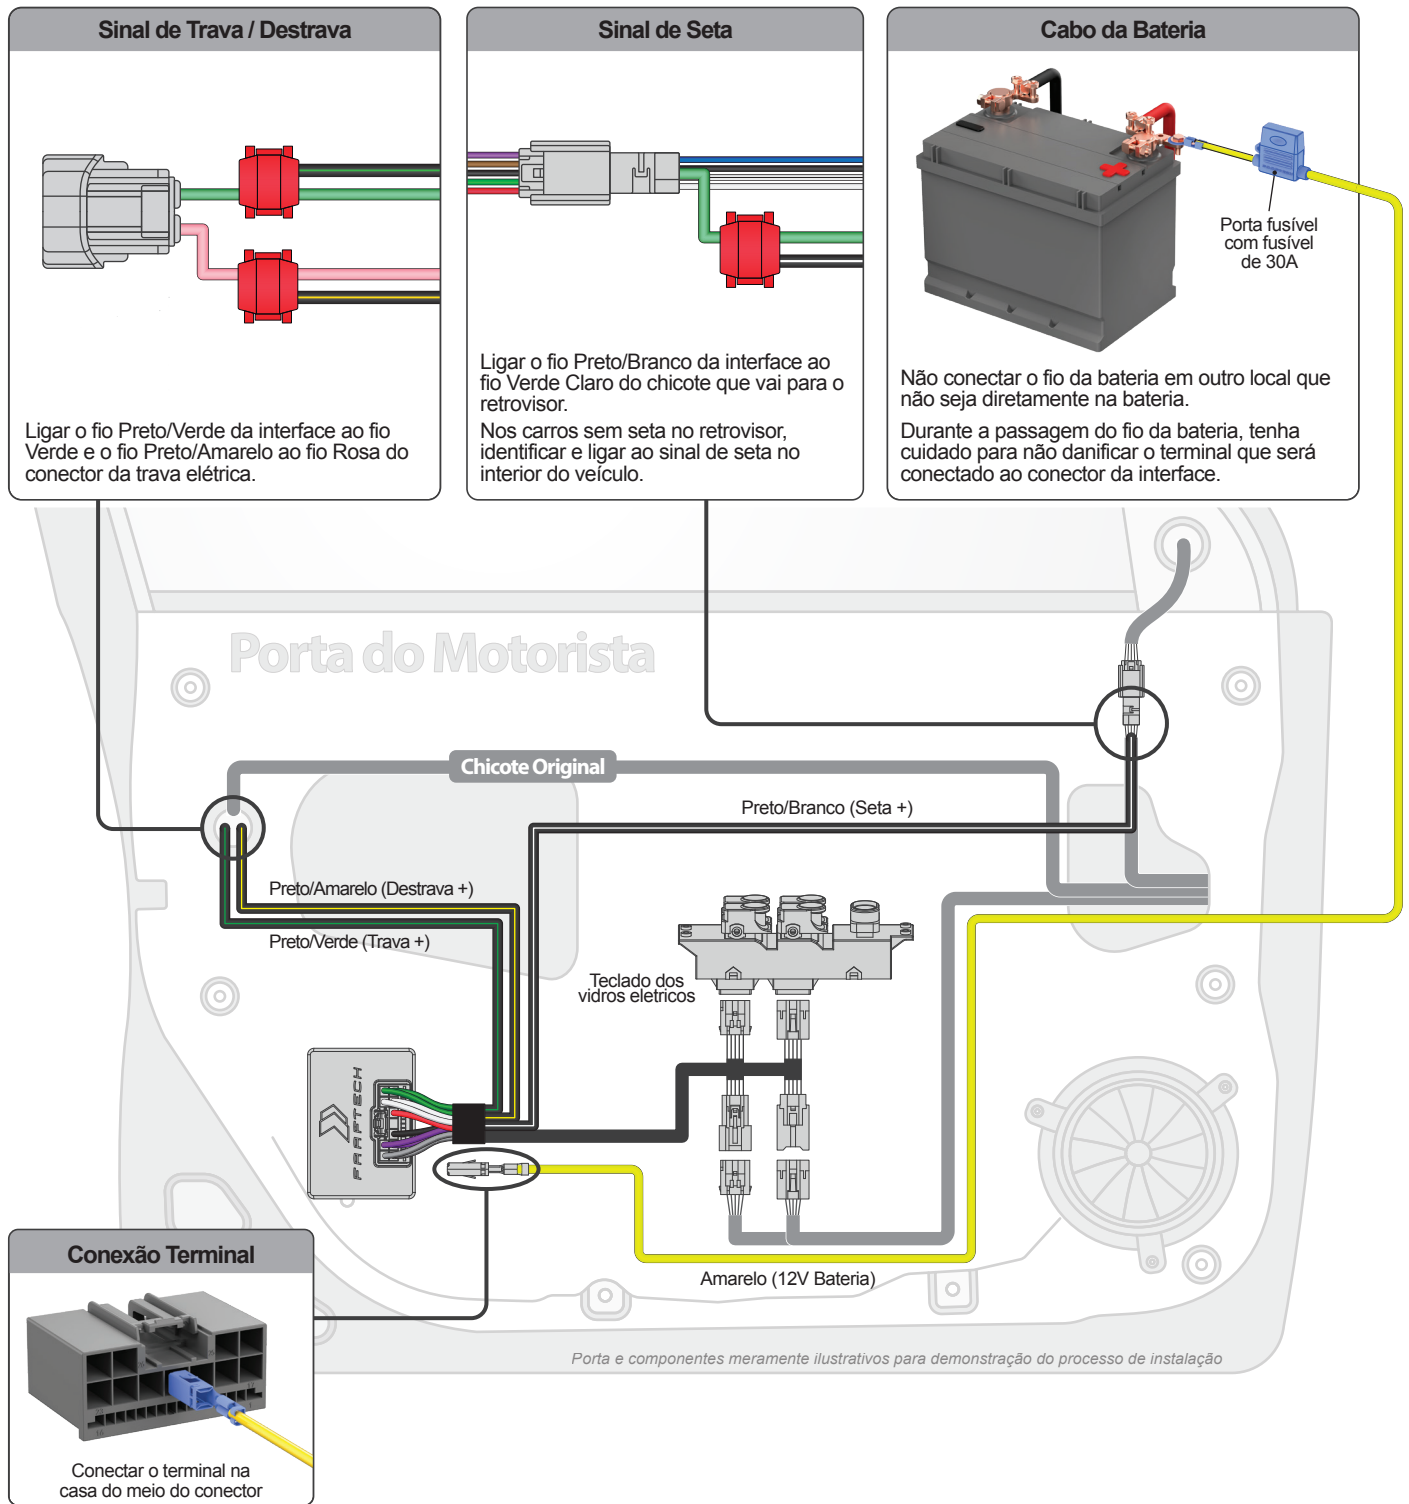 Sinal de Trava / Destrava
Ligar o fio Preto/Verde da interface ao fio
Verde e o fio Preto/Amarelo ao fio Rosa do
conector da trava elétrica.
Sinal de Seta
Ligar o fio Preto/Branco da interface ao
fio Verde Claro do chicote que vai para o
retrovisor.
Nos carros sem seta no retrovisor,
identificar e ligar ao sinal de seta no
interior do veículo.
Cabo da Bateria
Porta fusível
com fusível
de 30A
Não conectar o fio da bateria em outro local que
não seja diretamente na bateria.
Durante a passagem do fio da bateria, tenha
cuidado para não danificar o terminal que será
conectado ao conector da interface.
Porta do Motorista
Chicote Original
Preto/Branco (Seta +)
Preto/Amarelo (Destrava +)
Preto/Verde (Trava +)
Teclado dos
vidros eletricos
FAAFTECH
Amarelo (12V Bateria)
Conexão Terminal
Conectar o terminal na
casa do meio do conector
Porta e componentes meramente ilustrativos para demonstração do processo de instalação